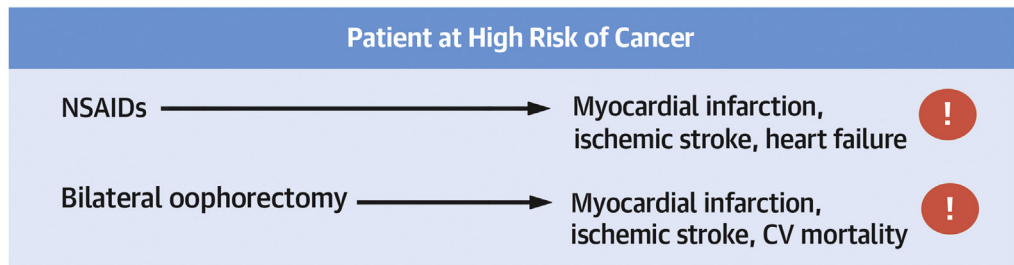 Patient at High Risk of Cancer
NSAIDs
Myocardial infarction,
ischemic stroke, heart failure
!
Bilateral oophorectomy
Myocardial infarction,
ischemic stroke, CV mortality
!